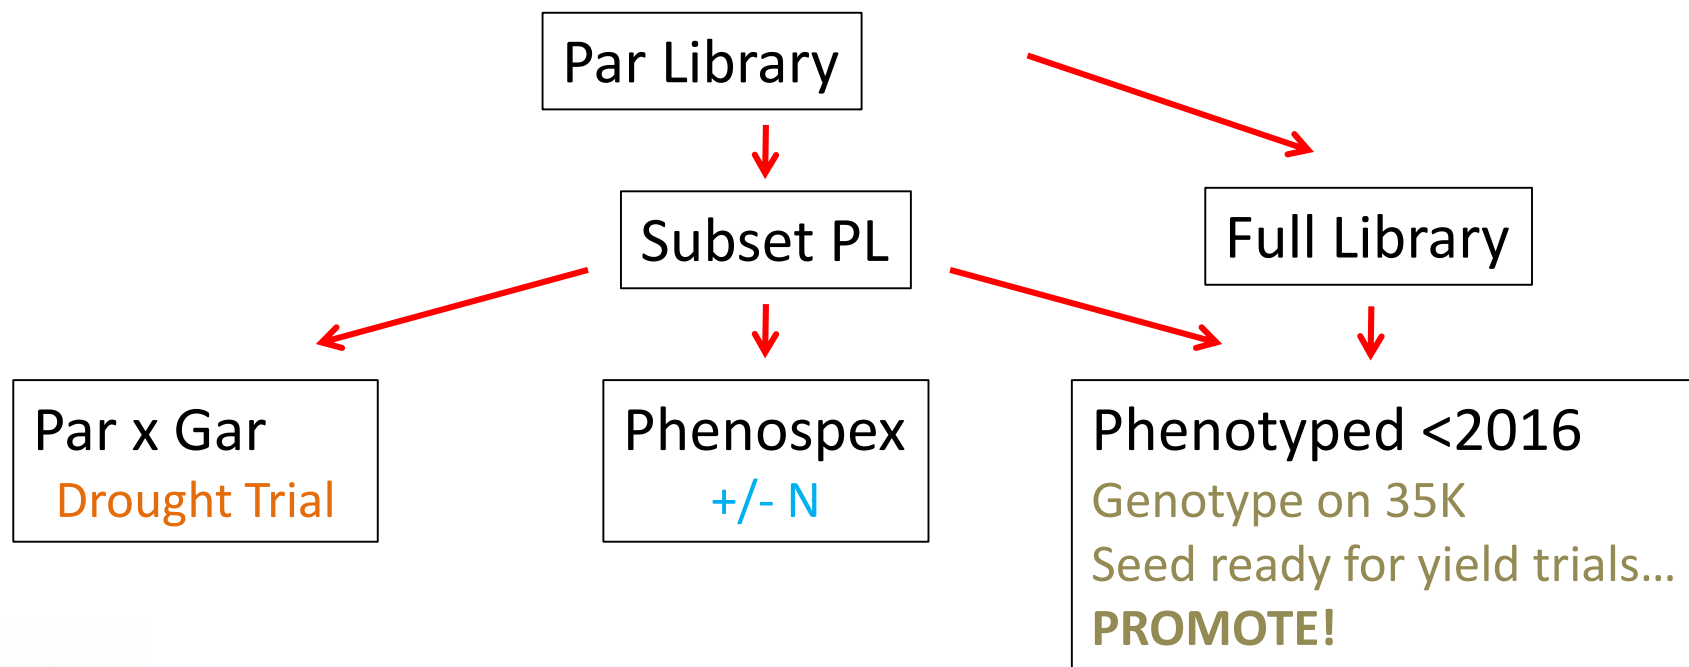 Par Library
Subset PL
Full Library
Par x Gar
Drought Trial
Phenospex
+/- N
Phenotyped <2016
Genotype on 35K
Seed ready for yield trials...
PROMOTE!